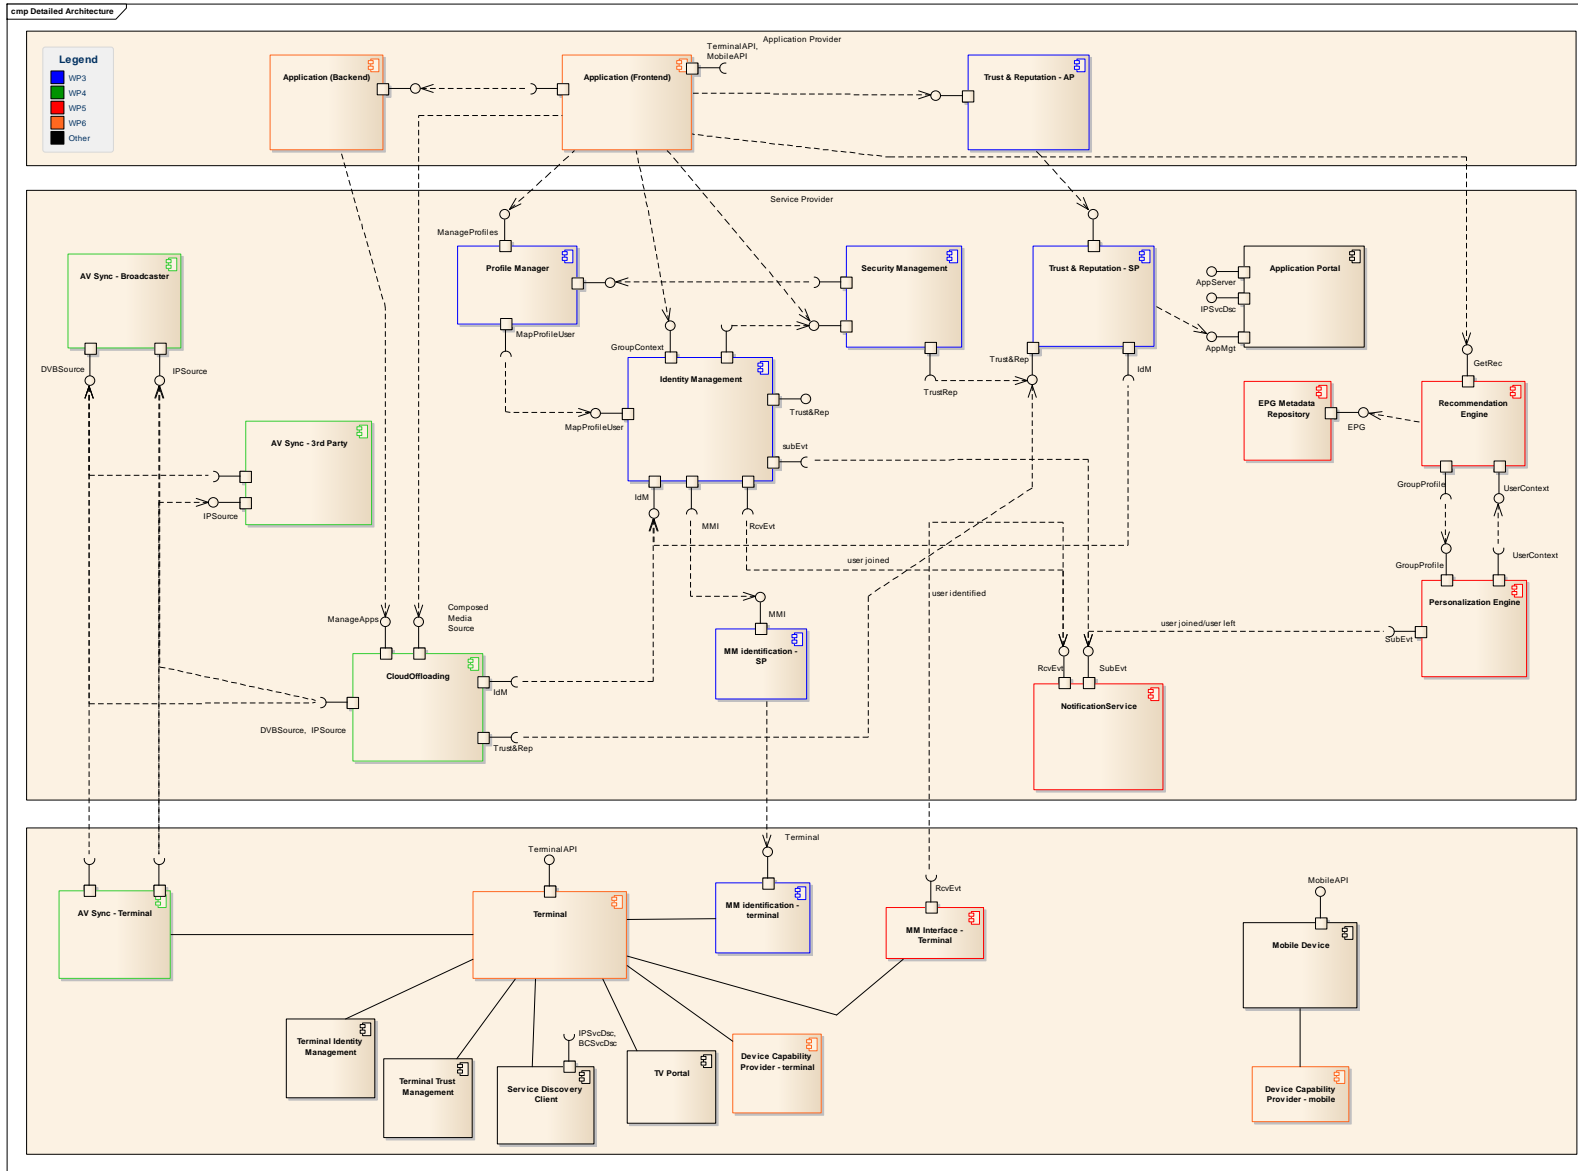 cmp Detailed Architecture
Application Provider
Legend
WP3
WP4
WP5
WP6
Other
Application (Backend)
Application (Frontend)
TerminalAPI,
MobileAPI
Trust & Reputation - AP
Service Provider
ManageProfiles
Profile Manager
MapProfileUser
AV Sync - Broadcaster
DVBSource
IPSource
Security Management
TrustRep
Trust & Reputation - SP
Trust&Rep
IdM
Application Portal
AppServer
IPSvcDsc
AppMgt
GroupContext
Identity Management
MapProfileUser
Trust&Rep
subEvt
IdM
MMI
RcvEvt
GetRec
EPG Metadata
Repository
EPG
Recommendation
Engine
GroupProfile
UserContext
AV Sync - 3rd Party
IPSource
user joined
user identified
GroupProfile
UserContext
Personalization Engine
SubEvt
user joined/user left
ManageApps
Composed
Media
Source
CloudOffloading
IdM
Trust&Rep
DVBSource, IPSource
MMI
MM identification -
SP
RcvEvt
SubEvt
NotificationService
Terminal
TerminalAPI
AV Sync - Terminal
Terminal
MM identification -
terminal
RcvEvt
MM Interface -
Terminal
MobileAPI
Mobile Device
Terminal Identity
Management
Terminal Trust
Management
IPSvcDsc,
BCSvcDsc
Service Discovery
Client
TV Portal
Device Capability
Provider - terminal
Device Capability
Provider - mobile